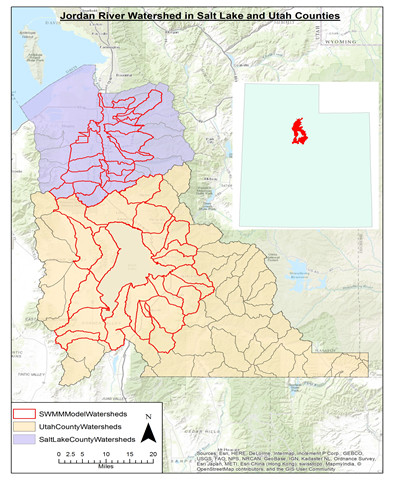 Jordan River Watershed in Salt Lake and Utah Counties
WYOMING
UTAH
SWMMModelWatersheds
UtahCountyWatersheds
SaltLakeCountyWatersheds
N
0 2.5 5 10 15 20
Miles
Sources: Esri, HERE, DeLorme, Intermap, increment P Corp., GEBCO,
USGS, FAO, NPS, NRCAN, GeoBase, IGN, Kadaster NL, Ordnance Survey,
Esri Japan, METI, Esri China (Hong Kong), swisstopo, MapmyIndia, ©
OpenStreetMap contributors, and the GIS User Community